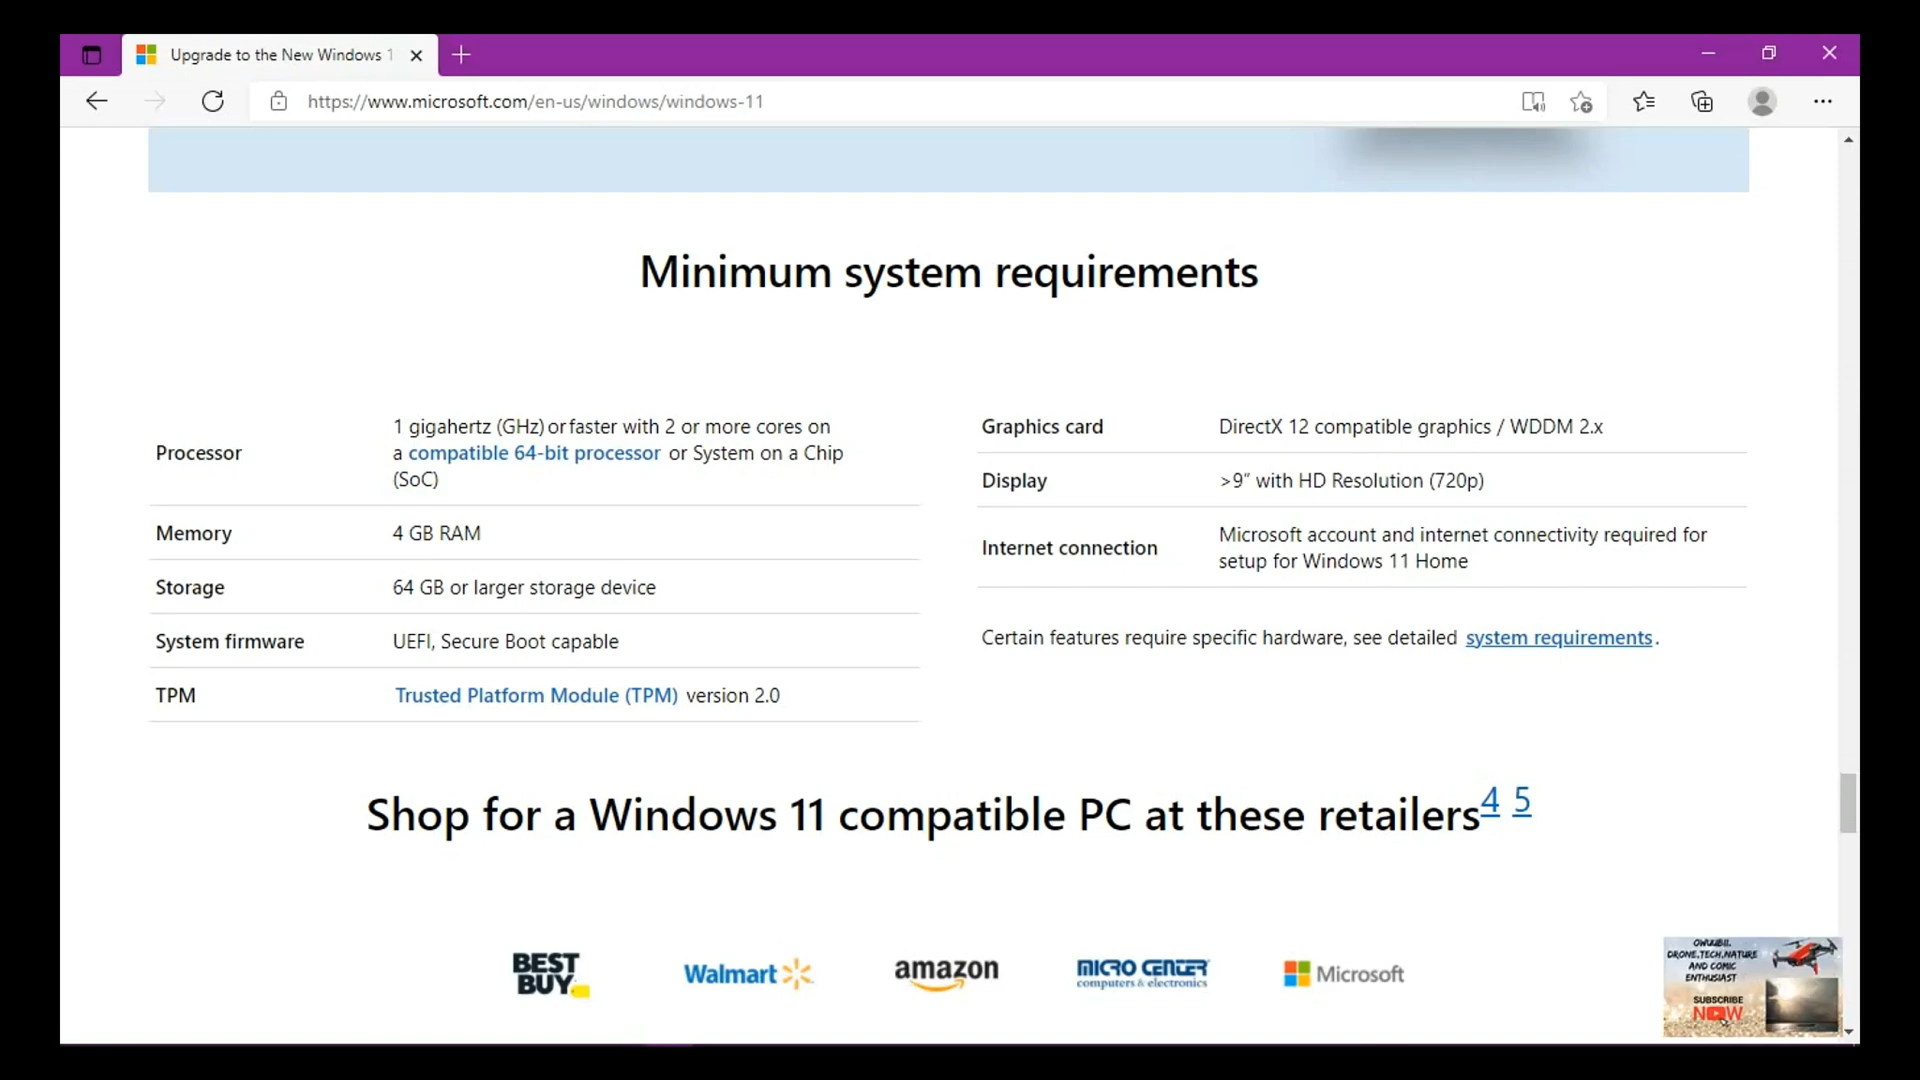 Upgrade to the New Windows 1
https://www.microsoft.com/en-us/windows/windows-11
Minimum system requirements
Processor
1 gigahertz (GHz) or faster with 2 or more cores on
a compatible 64-bit processor or System on a Chip
(SoC)
Memory
4 GB RAM
Storage
64 GB or larger storage device
System firmware
UEFI, Secure Boot capable
TPM
Trusted Platform Module (TPM) version 2.0
Graphics card
DirectX 12 compatible graphics / WDDM 2.x
Display
>9” with HD Resolution (720p)
Internet connection
Microsoft account and internet connectivity required for
setup for Windows 11 Home
Certain features require specific hardware, see detailed system requirements.
Shop for a Windows 11 compatible PC at these retailers4 5
BEST
BUY
Walmart
amazon
MICRO CENTER
computers & electronics
Microsoft
OWUUBII.
DRONE,TECH,NATURE
AND COMIC
ENTHUSIAST
SUBSCRIBE
NOW